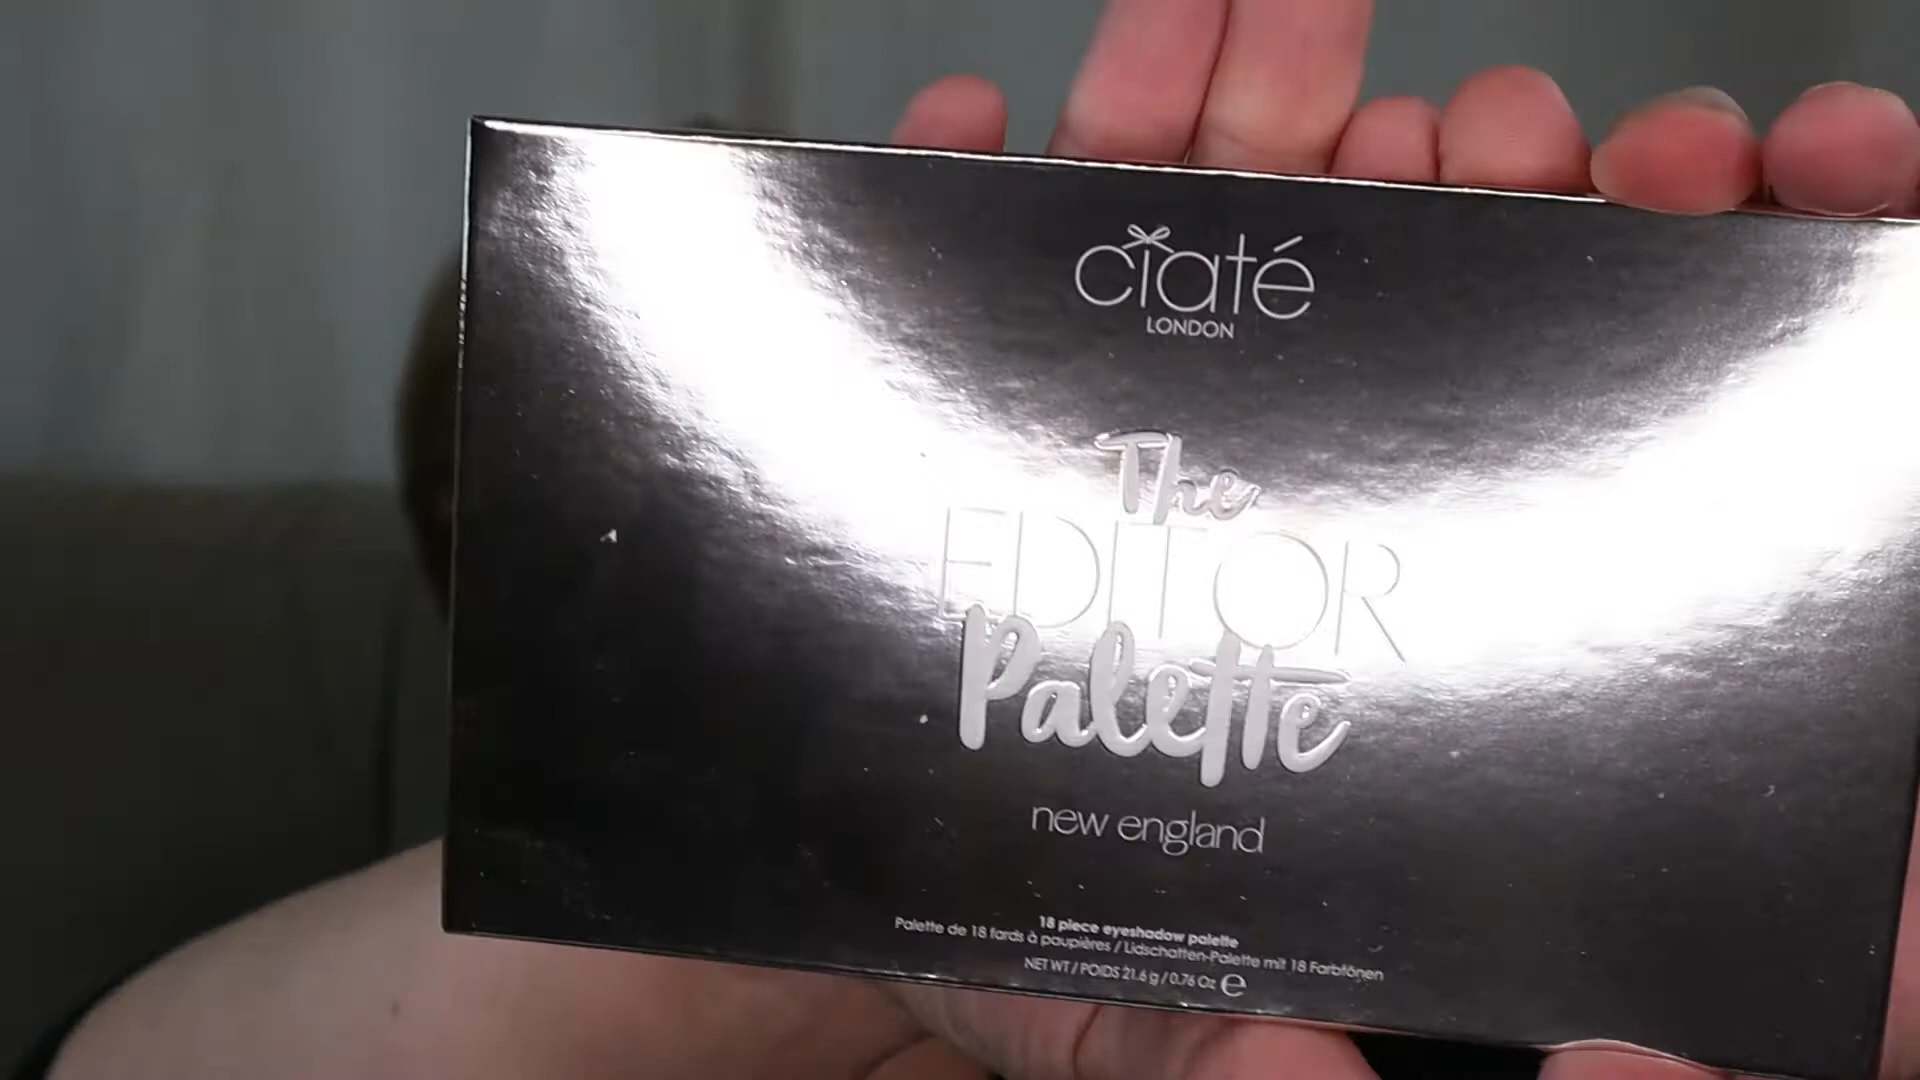 ciaté
LONDON
The
EDITOR
Palette
new england
18 piece eyeshadow palette
Palette de 18 fards à paupières / Lidschatten-Palette mit 18 Farbtönen
NET WT / POIDS 21.6 g / 0.76 Oz ℮